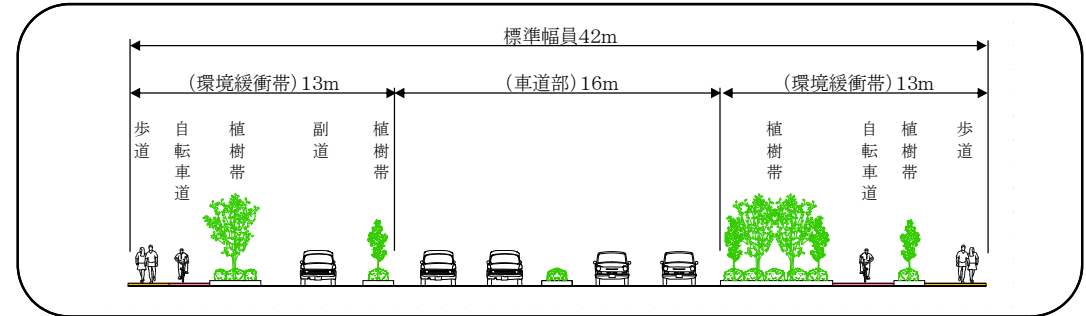 標準幅員42m
(環境緩衝帯)13m
(車道部)16m
(環境緩衝帯)13m
歩道
自転車道
植樹帯
副道
植樹帯
植樹帯
自転車道
植樹帯
歩道